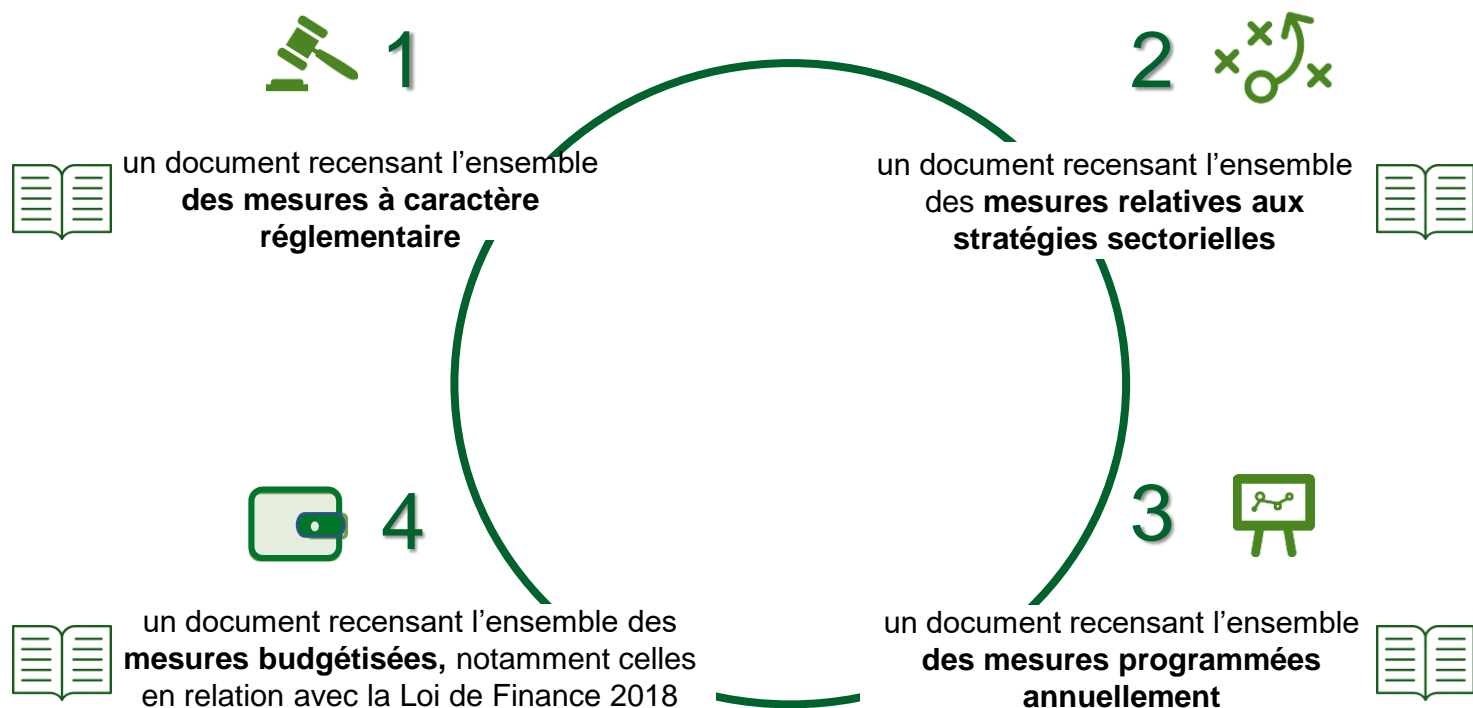 1
un document recensant l’ensemble
des mesures à caractère
réglementaire
2
un document recensant l’ensemble
des mesures relatives aux
stratégies sectorielles
3
un document recensant l’ensemble
des mesures programmées
annuellement
4
un document recensant l’ensemble des
mesures budgétisées, notamment celles
en relation avec la Loi de Finance 2018